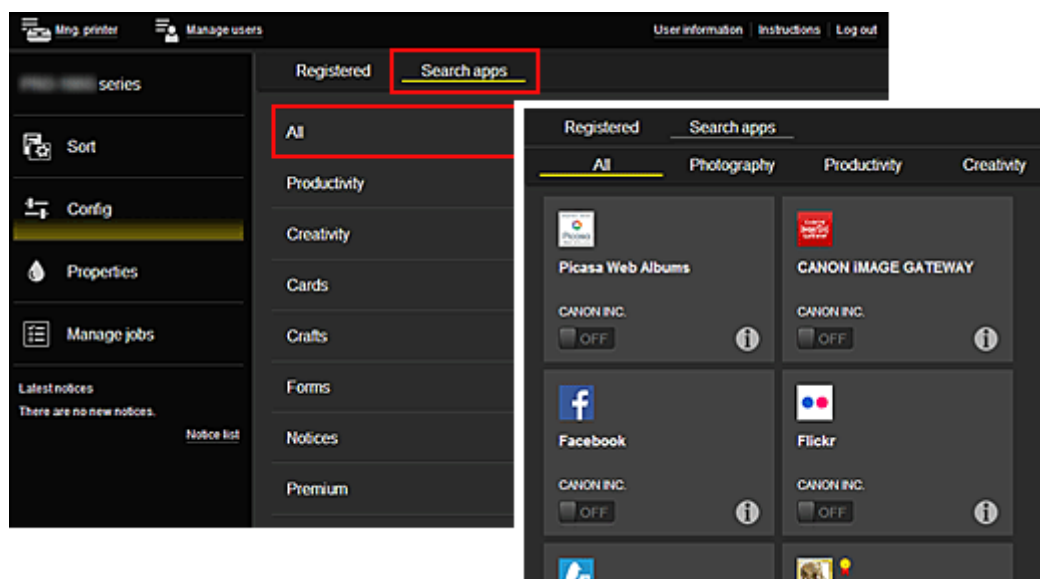 Mng. printer Manage users User information Instructions Log out
series
Registered Search apps
Sort
Config
Properties
Manage jobs
Latest notices
There are no new notices.
Notice list
All
Productivity
Creativity
Cards
Crafts
Forms
Notices
Premium
Registered Search apps
All Photography Productivity Creativity
Picasa
Picasa Web Albums
CANON INC.
OFF
CANON iMAGE GATEWAY
CANON INC.
OFF
Facebook
CANON INC.
OFF
Flickr
CANON INC.
OFF